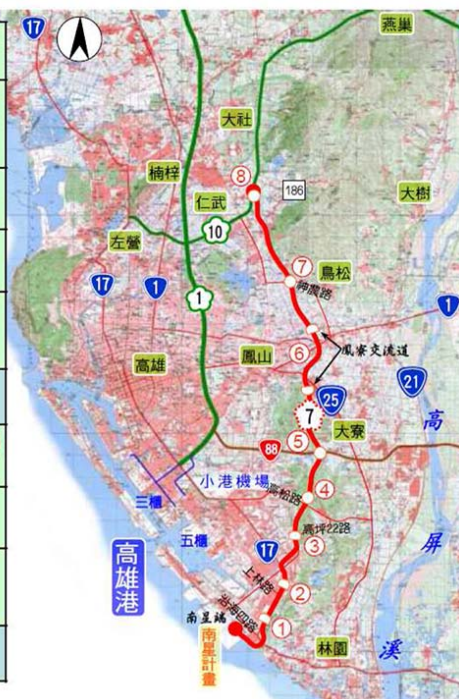 17
燕巢
大社
楠梓
⑧
186
大樹
仁武
10
左營
⑦
鳥松
神農路
17
1
1
1
鳳山
⑥
鳳寮交流道
高雄
21
25
7
大寮
高
⑤
88
小港機場
④
高松路
三櫃
高坪22路
③
五櫃
屏
高雄港
17
上林路
②
沿海四路
南星端
①
南星計畫
林園
溪